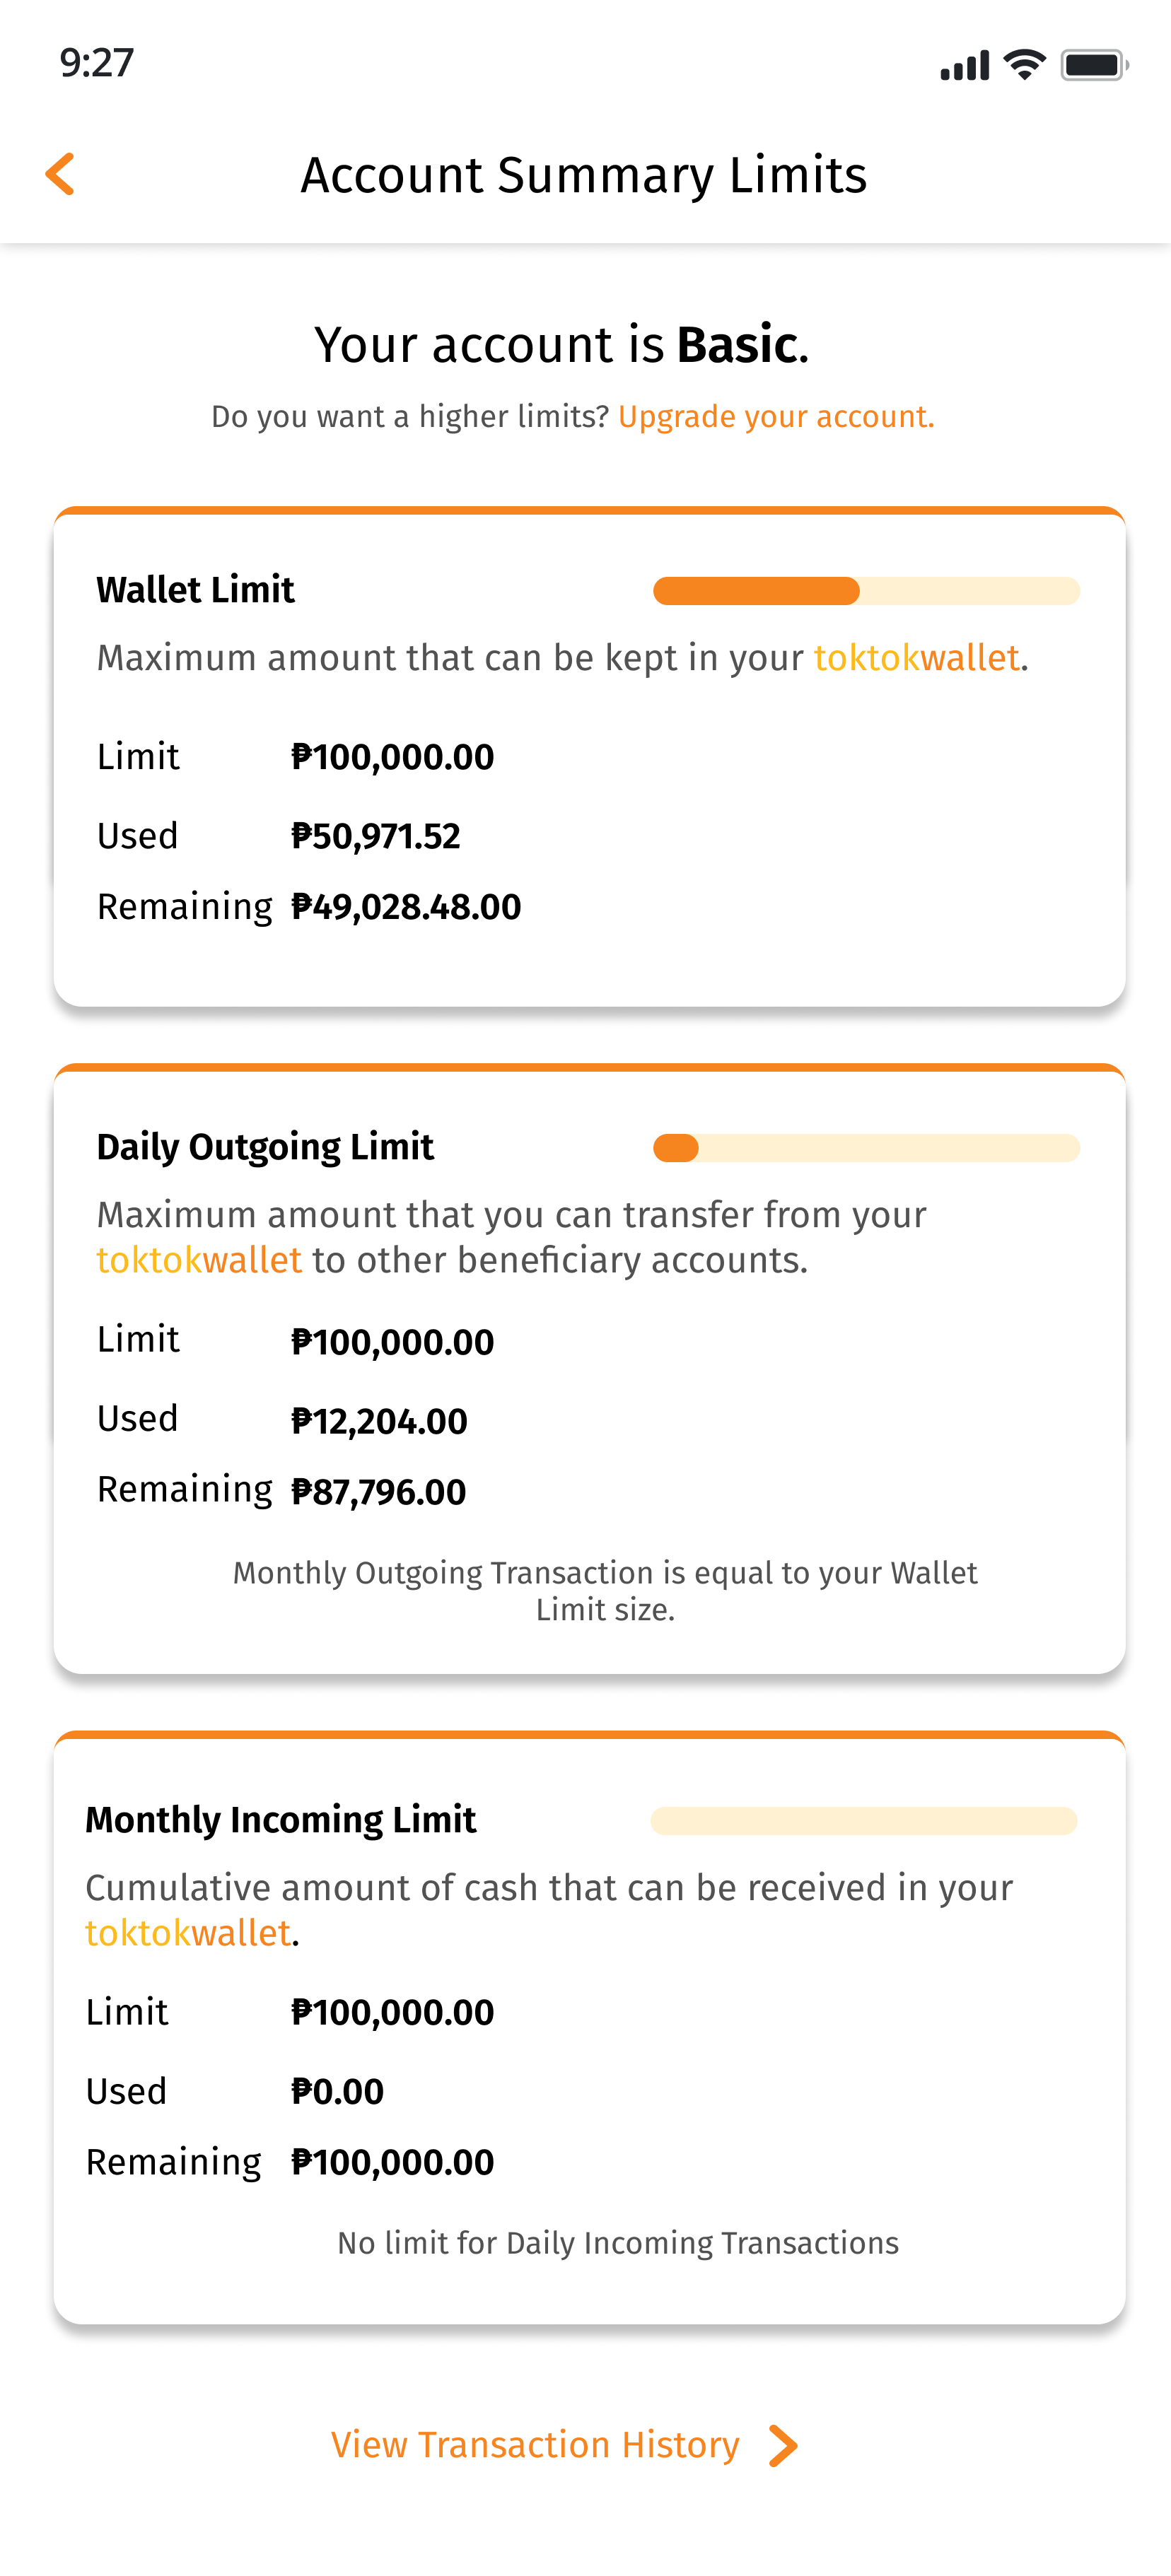 9:27
Account Summary Limits
Your account is Basic.
Do you want a higher limits? Upgrade your account.
Wallet Limit
Maximum amount that can be kept in your toktokwallet.
Limit ₱100,000.00
Used ₱50,971.52
Remaining ₱49,028.48.00
Daily Outgoing Limit
Maximum amount that you can transfer from your
toktokwallet to other beneficiary accounts.
Limit ₱100,000.00
Used ₱12,204.00
Remaining ₱87,796.00
Monthly Outgoing Transaction is equal to your Wallet
Limit size.
Monthly Incoming Limit
Cumulative amount of cash that can be received in your
toktokwallet.
Limit ₱100,000.00
Used ₱0.00
Remaining ₱100,000.00
No limit for Daily Incoming Transactions
View Transaction History